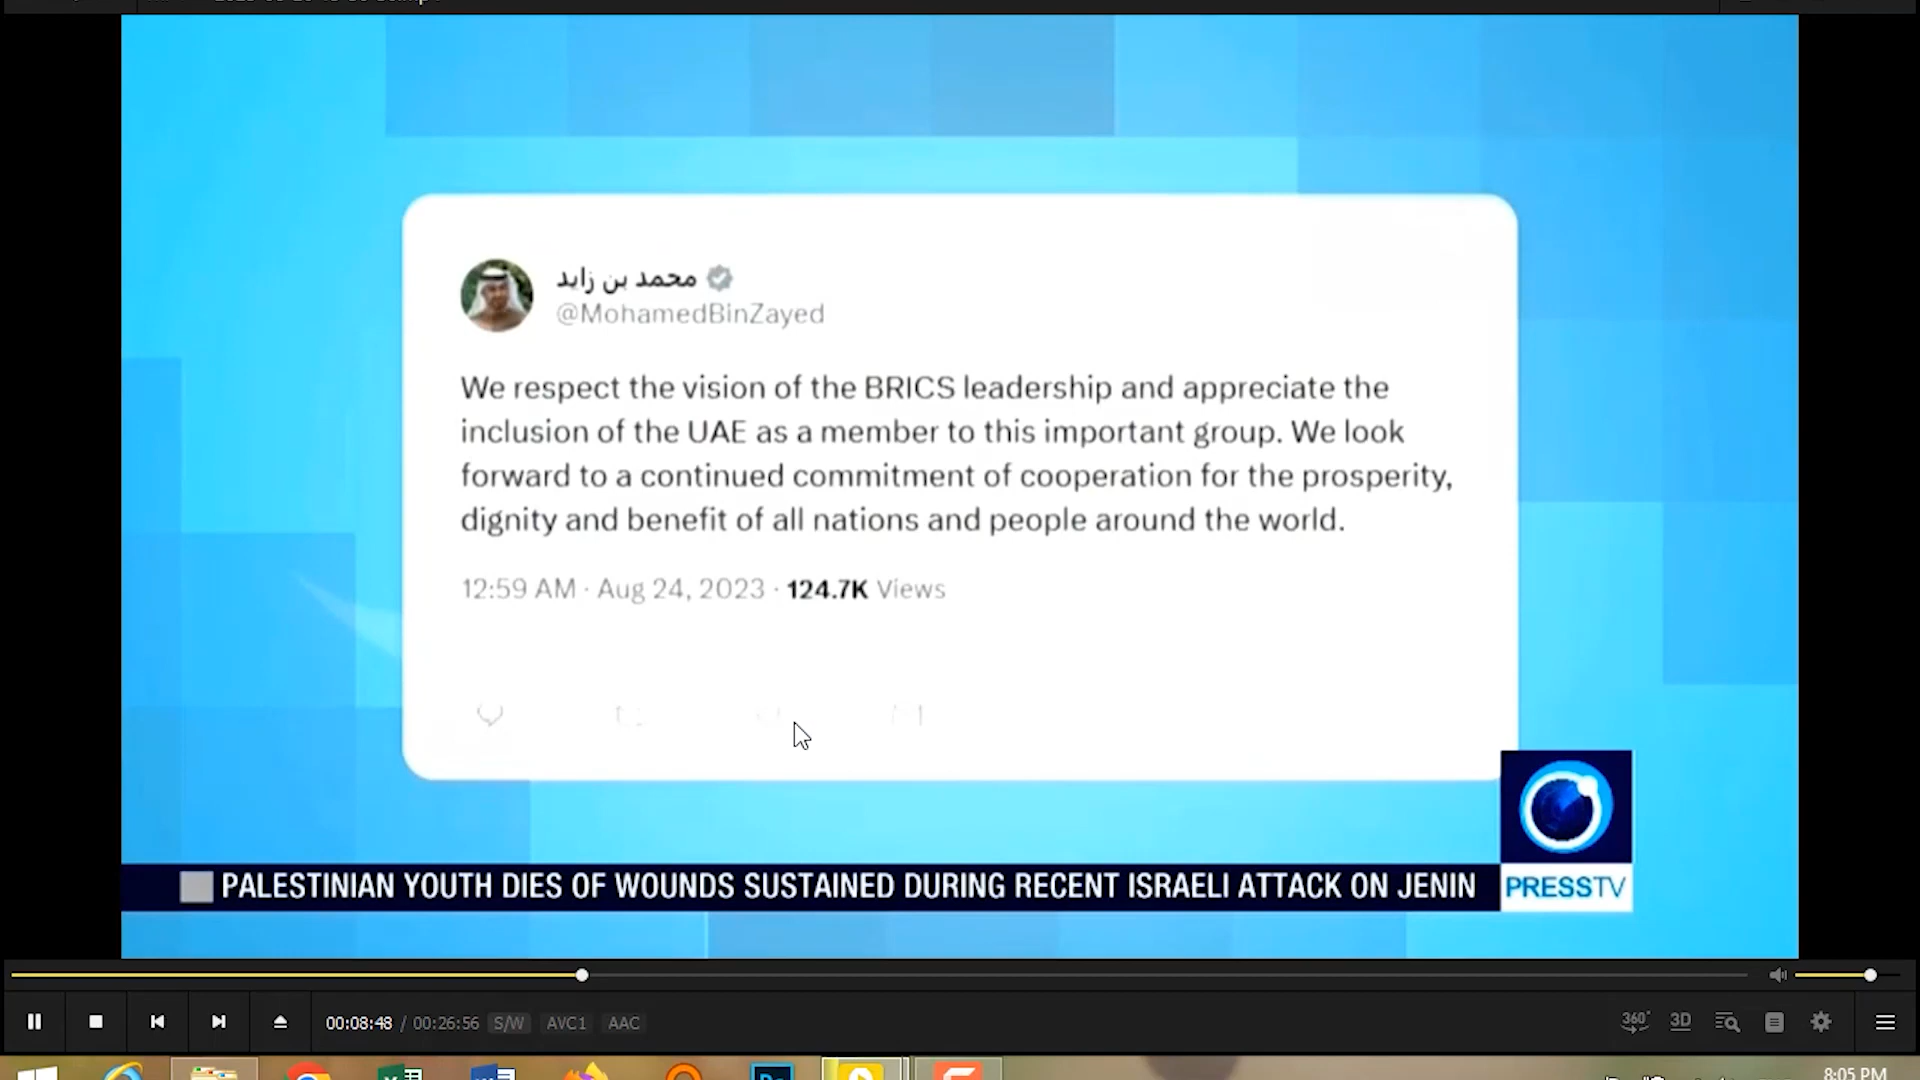 محمد بن زايد
@MohamedBinZayed
We respect the vision of the BRICS leadership and appreciate the
inclusion of the UAE as a member to this important group. We look
forward to a continued commitment of cooperation for the prosperity,
dignity and benefit of all nations and people around the world.
12:59 AM · Aug 24, 2023 · 124.7K Views
PALESTINIAN YOUTH DIES OF WOUNDS SUSTAINED DURING RECENT ISRAELI ATTACK ON JENIN
PRESSTV
00:08:48 / 00:26:56 S/W AVC1 AAC
360° 3D
8:05 PM